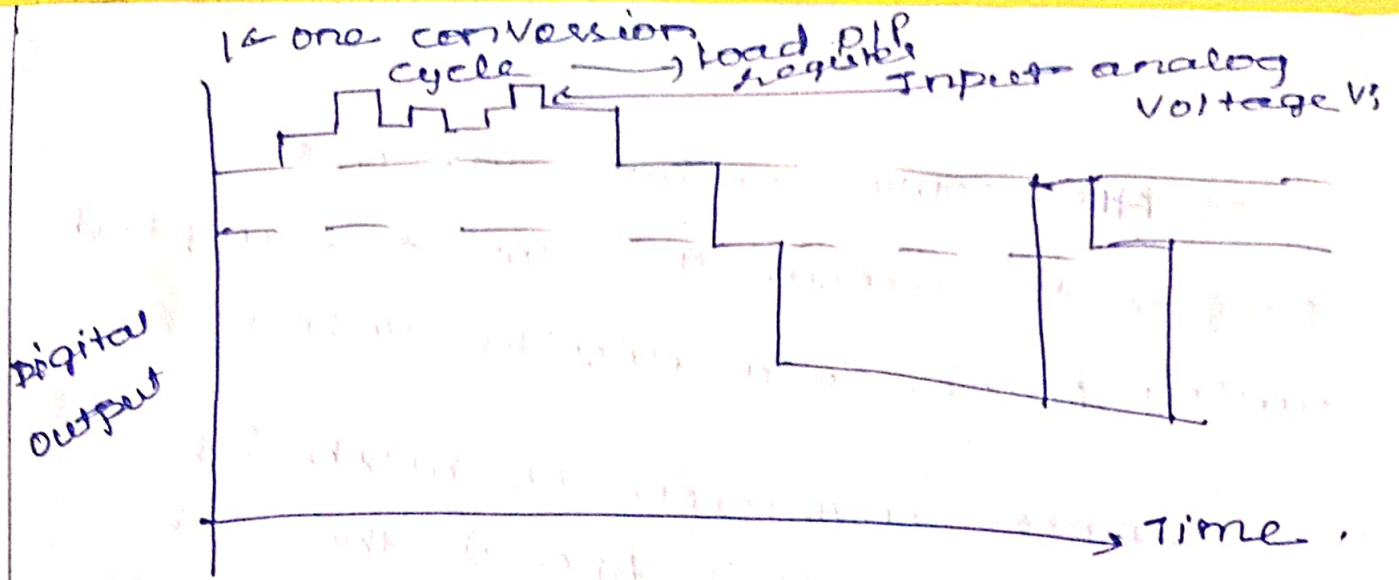 one conversion
cycle → Load O/P
register
Input analog
voltage Vi
Digital
output
Time.